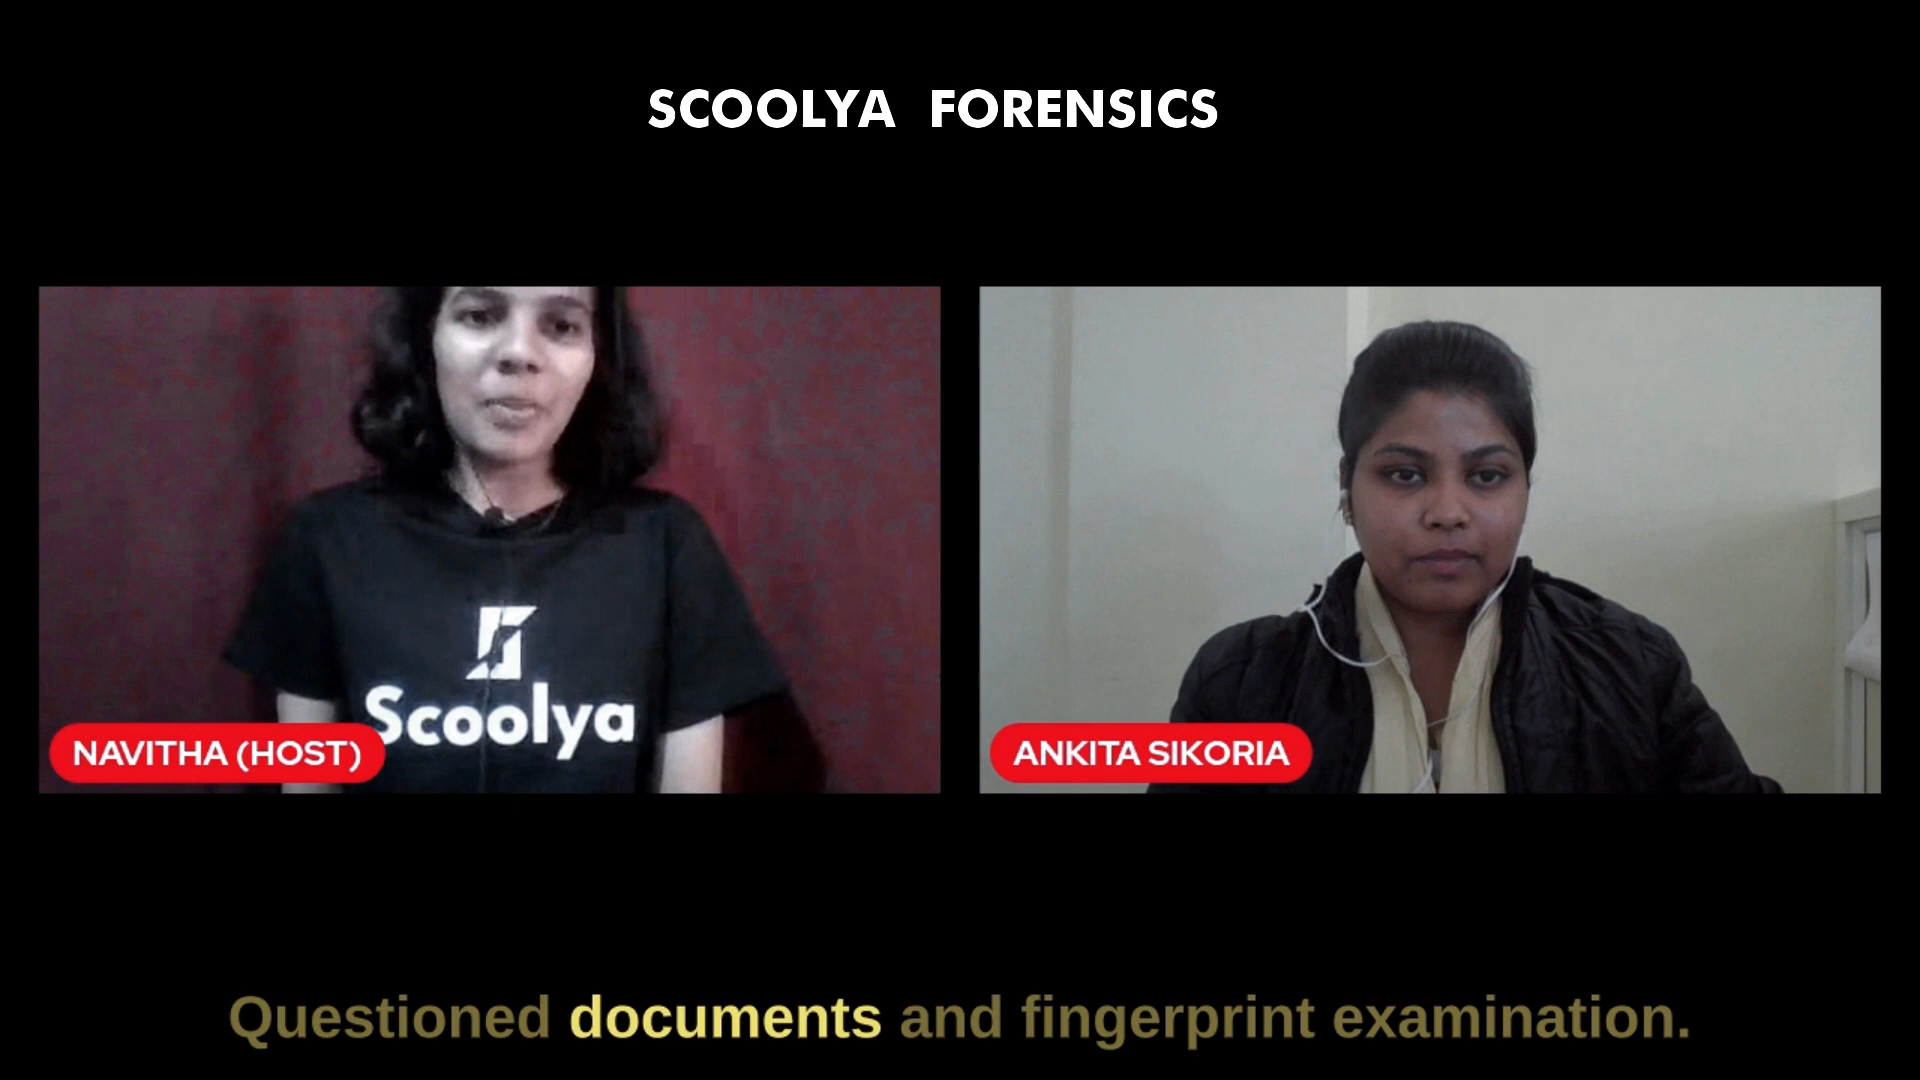 SCOOLYA FORENSICS
Scoolya
NAVITHA (HOST)
ANKITA SIKORIA
Questioned documents and fingerprint examination.